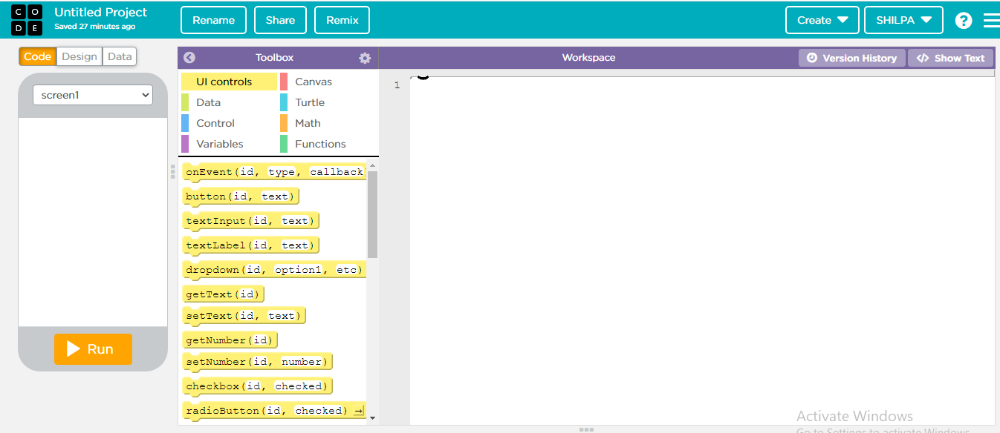 CODE
Untitled Project
Saved 27 minutes ago
Rename
Share
Remix
Create
SHILPA
?
Code
Design
Data
screen1
Run
Toolbox
Workspace
Version History
</> Show Text
UI controls
Canvas
Data
Turtle
Control
Math
Variables
Functions
onEvent(id, type, callback)
button(id, text)
textInput(id, text)
textLabel(id, text)
dropdown(id, option1, etc)
getText(id)
setText(id, text)
getNumber(id)
setNumber(id, number)
checkbox(id, checked)
radioButton(id, checked) →
1
Activate Windows
Go to Settings to activate Windows.